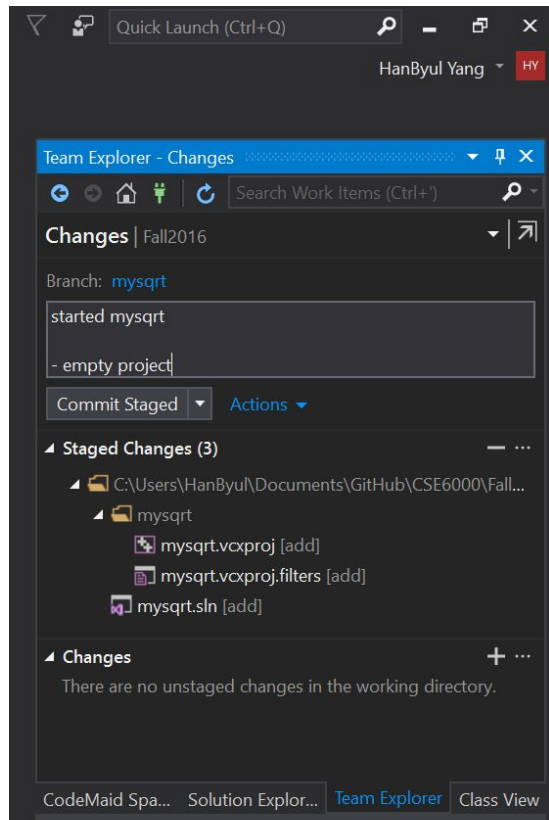 Quick Launch (Ctrl+Q)
HanByul Yang HY
Team Explorer - Changes
Search Work Items (Ctrl+')
Changes | Fall2016
Branch: mysqrt
started mysqrt
- empty project
Commit Staged Actions
Staged Changes (3)
C:\Users\HanByul\Documents\GitHub\CSE6000\Fall...
mysqrt
mysqrt.vcxproj [add]
mysqrt.vcxproj.filters [add]
mysqrt.sln [add]
Changes
There are no unstaged changes in the working directory.
CodeMaid Spa... Solution Explor... Team Explorer Class View